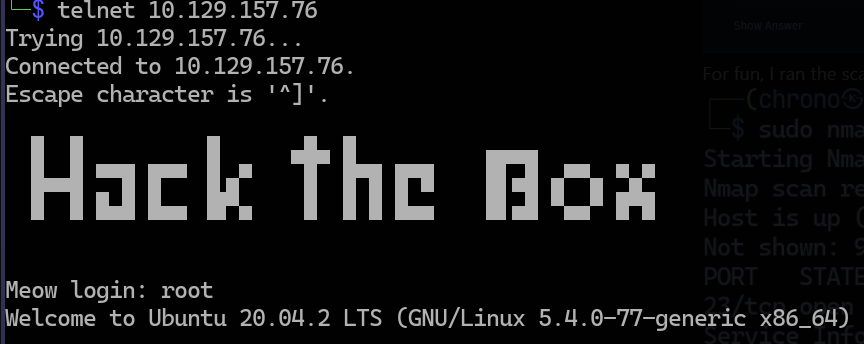 └─$ telnet 10.129.157.76
Trying 10.129.157.76...
Connected to 10.129.157.76.
Escape character is '^]'.
Hack the Box
Meow login: root
Welcome to Ubuntu 20.04.2 LTS (GNU/Linux 5.4.0-77-generic x86_64)
Show Answer
For fun, I ran the sca
(chrono
└─$ sudo nma
Starting Nma
Nmap scan re
Host is up (
Not shown: 9
PORT STATE
23/tcp open
Service Info